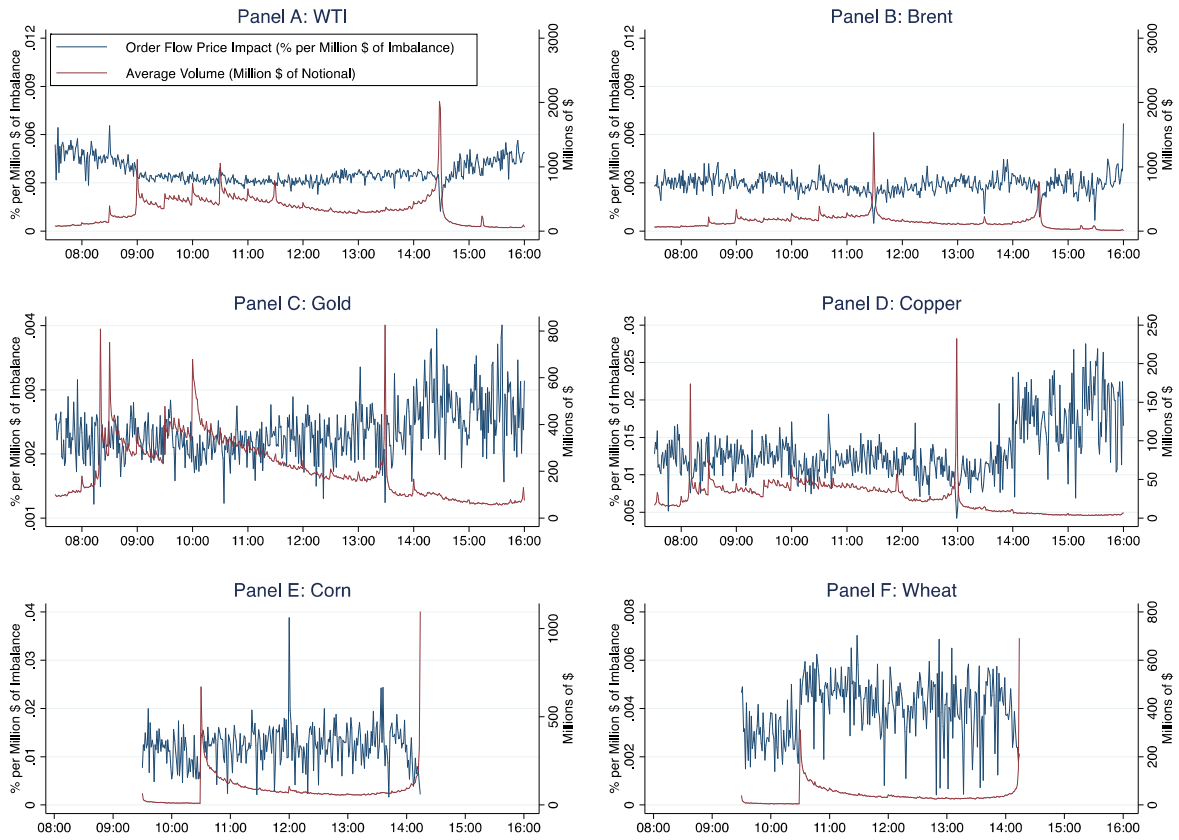 Panel A: WTI
% per Million $ of Imbalance
0 .003 .006 .009 .012
Order Flow Price Impact (% per Million $ of Imbalance)
Average Volume (Million $ of Notional)
0 1000 2000 3000
Millions of $
08:00 09:00 10:00 11:00 12:00 13:00 14:00 15:00 16:00
Panel B: Brent
% per Million $ of Imbalance
0 .003 .006 .009 .012
0 1000 2000 3000
Millions of $
08:00 09:00 10:00 11:00 12:00 13:00 14:00 15:00 16:00
Panel C: Gold
% per Million $ of Imbalance
.001 .002 .003 .004
0 200 400 600 800
Millions of $
08:00 09:00 10:00 11:00 12:00 13:00 14:00 15:00 16:00
Panel D: Copper
% per Million $ of Imbalance
.005 .01 .015 .02 .025 .03
0 50 100 150 200 250
Millions of $
08:00 09:00 10:00 11:00 12:00 13:00 14:00 15:00 16:00
Panel E: Corn
% per Million $ of Imbalance
0 .01 .02 .03 .04
0 500 1000
Millions of $
08:00 09:00 10:00 11:00 12:00 13:00 14:00 15:00 16:00
Panel F: Wheat
% per Million $ of Imbalance
0 .002 .004 .006 .008
0 200 400 600 800
Millions of $
08:00 09:00 10:00 11:00 12:00 13:00 14:00 15:00 16:00